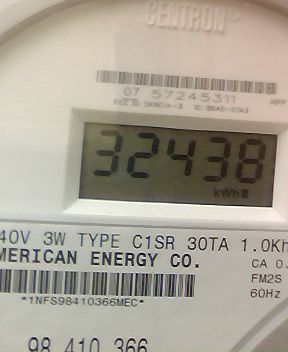 CENTRON®
07 57245311
32438
kWh
40V 3W TYPE C1SR 30TA 1.0Kh
MERICAN ENERGY CO.
CA 0.
FM2S
60Hz
*1NFS98410366MEC*
98 410 366